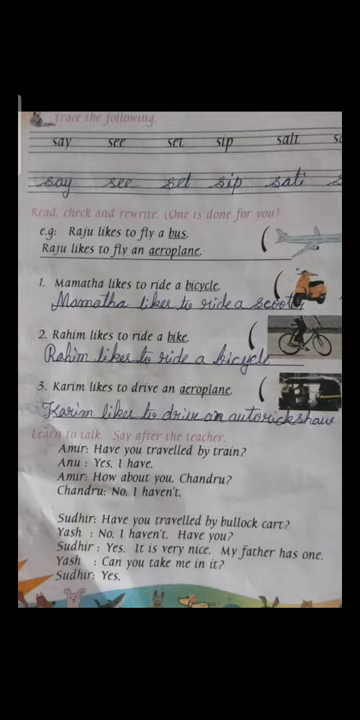 Trace the following.
say see set sip salt
say see set sip sati
Read, check and rewrite. (One is done for you)
e.g: Raju likes to fly a bus.
Raju likes to fly an aeroplane.
1. Mamatha likes to ride a bicycle.
Mamatha likes to ride a scooter
2. Rahim likes to ride a bike.
Rahim likes to ride a bicycle
3. Karim likes to drive an aeroplane.
Karim likes to drive an autorickshaw
Learn to talk. Say after the teacher.
Amir: Have you travelled by train?
Anu : Yes, I have.
Amir: How about you, Chandru?
Chandru: No, I haven't.
Sudhir: Have you travelled by bullock cart?
Yash : No, I haven't. Have you?
Sudhir : Yes. It is very nice. My father has one.
Yash : Can you take me in it?
Sudhir: Yes.